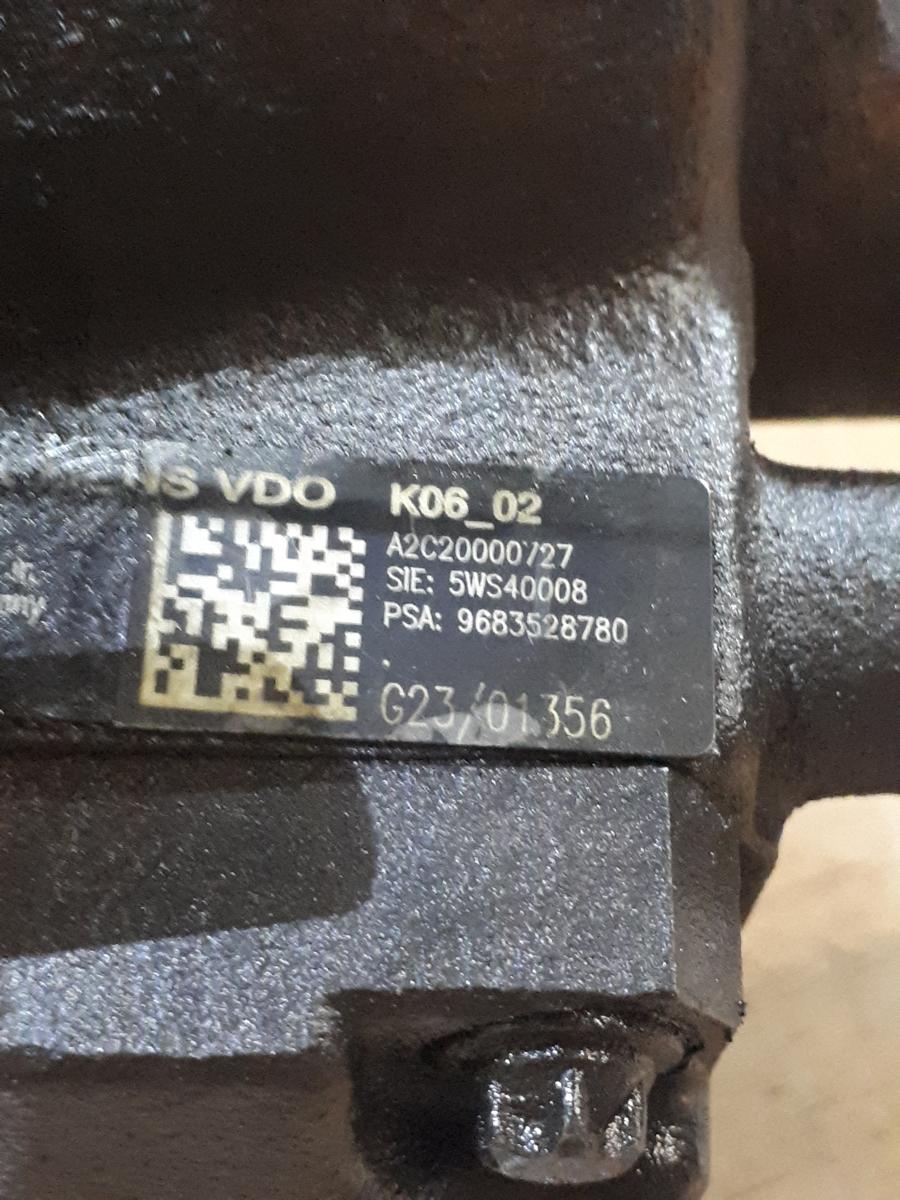 VDO K06_02
A2C20000727
SIE: 5WS40008
PSA: 9683528780
G23/01356